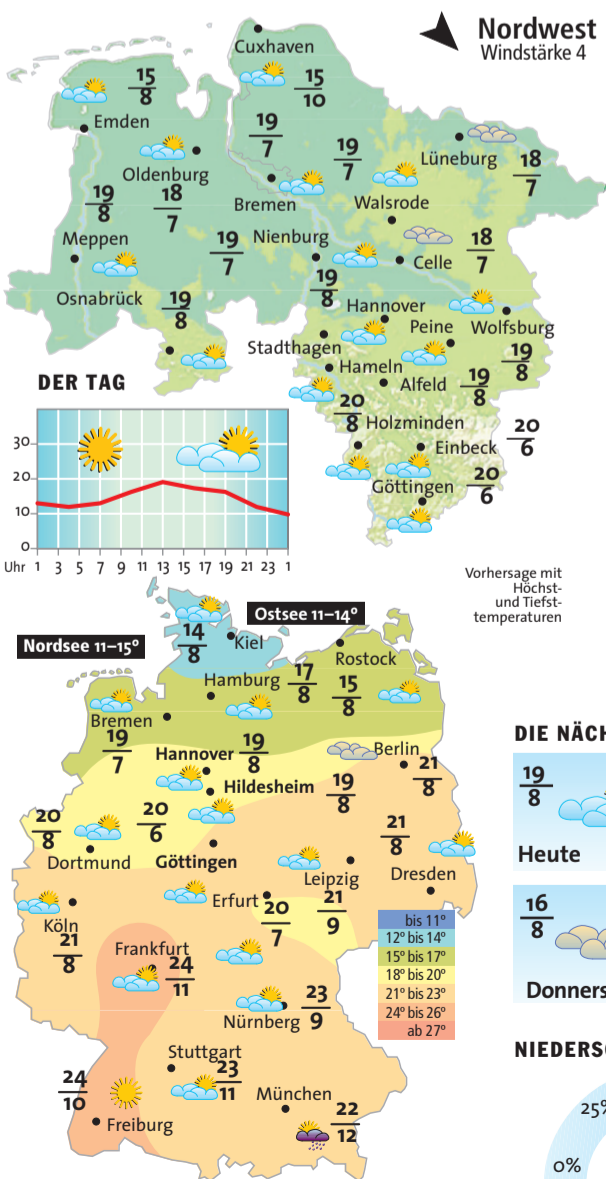 Nordwest
Windstärke 4
Cuxhaven
15
8
15
10
Emden
19
7
19
7
Lüneburg
18
7
Oldenburg
Bremen
Walsrode
19
8
18
7
Meppen
19
7
Nienburg
Celle
18
7
Osnabrück
19
8
19
8
Hannover
Peine
Wolfsburg
Stadthagen
19
8
Hameln
Alfeld
19
8
20
8
Holzminden
Einbeck
20
6
Göttingen
20
6
DER TAG
30
20
10
0
Uhr 1 3 5 7 9 11 13 15 17 19 21 23 1
Vorhersage mit
Höchst-
und Tiefst-
temperaturen
Ostsee 11–14°
Nordsee 11–15°
14
8
Kiel
Rostock
Hamburg
17
8
15
8
Bremen
19
7
Hannover
19
8
Berlin
21
8
Hildesheim
19
8
20
8
20
6
21
8
Dortmund
Göttingen
Leipzig
Dresden
Köln
Erfurt
20
7
21
9
21
8
Frankfurt
24
11
Nürnberg
23
9
Stuttgart
23
11
München
24
10
Freiburg
22
12
bis 11°
12° bis 14°
15° bis 17°
18° bis 20°
21° bis 23°
24° bis 26°
ab 27°
DIE NÄCH
19
8
Heute
16
8
Donners
NIEDERSC
25%
0%